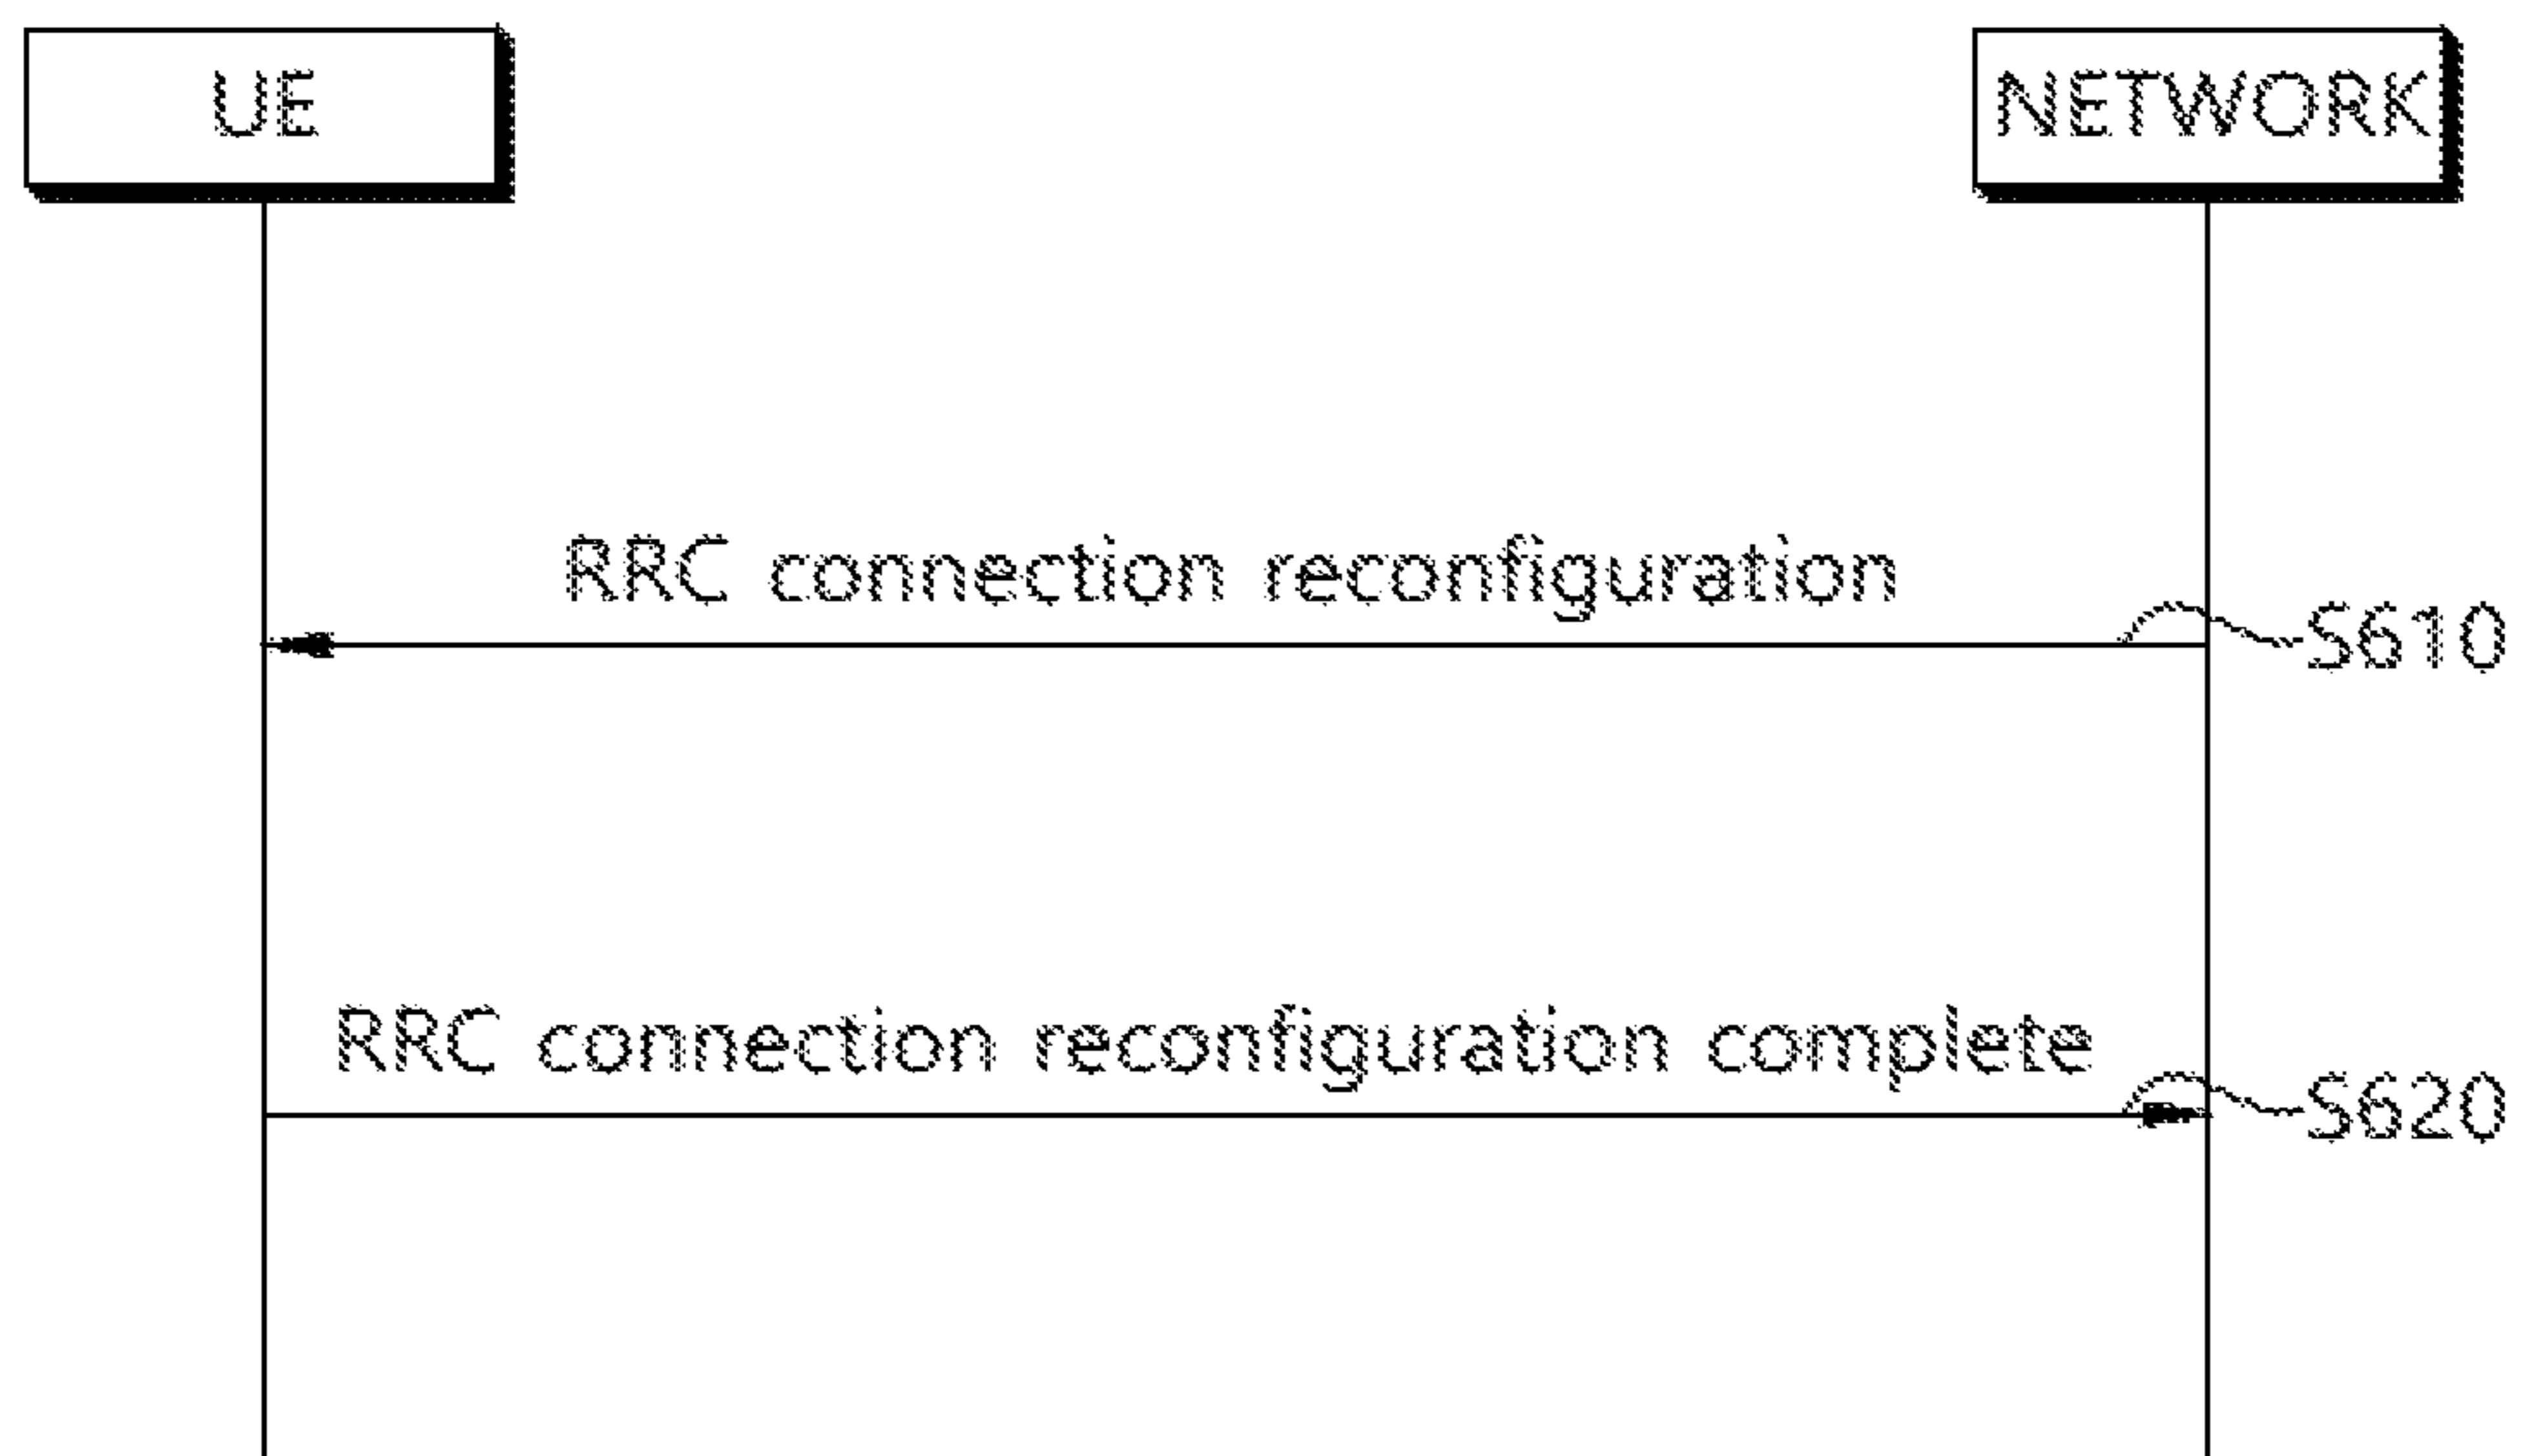 UE
NETWORK
RRC connection reconfiguration
S610
RRC connection reconfiguration complete
S620